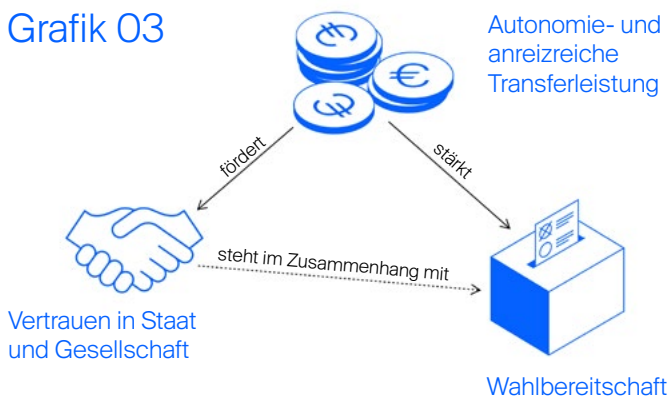 Grafik 03
Autonomie- und
anreizreiche
Transferleistung
fördert
stärkt
steht im Zusammenhang mit
Vertrauen in Staat
und Gesellschaft
Wahlbereitschaft